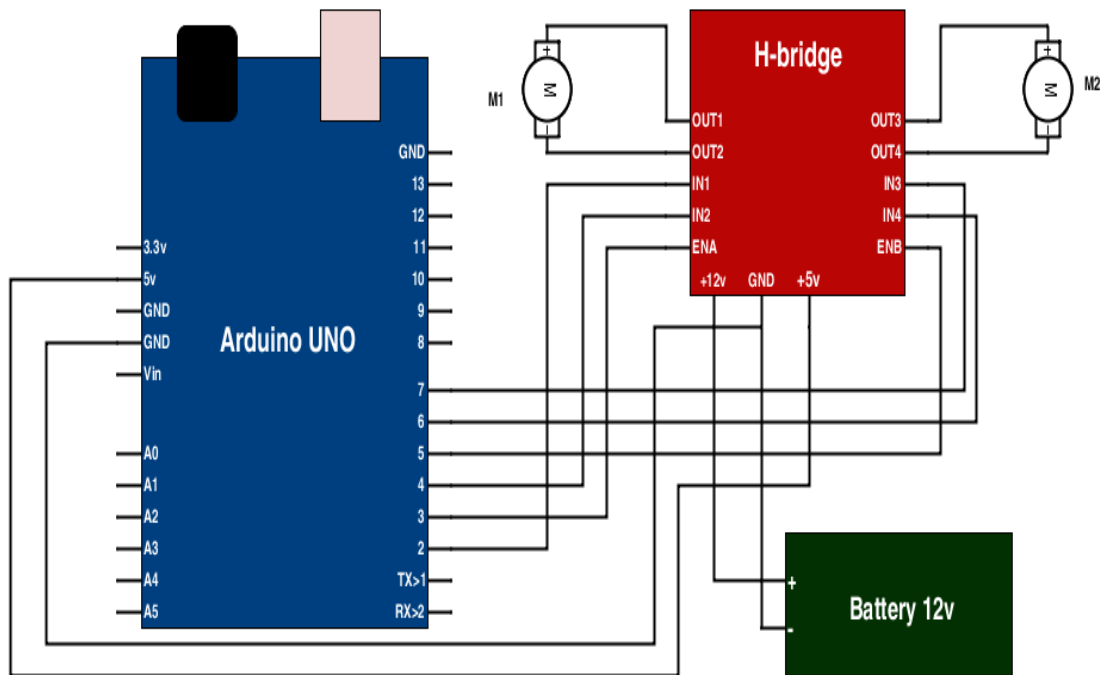 H-bridge
M1
+
M
-
OUT1
OUT2
IN1
IN2
ENA
OUT3
OUT4
IN3
IN4
ENB
+12v
GND
+5v
+
M
-
M2
Arduino UNO
3.3v
5v
GND
GND
Vin
A0
A1
A2
A3
A4
A5
GND
13
12
11
10
9
8
7
6
5
4
3
2
TX>1
RX>2
Battery 12v
+
-